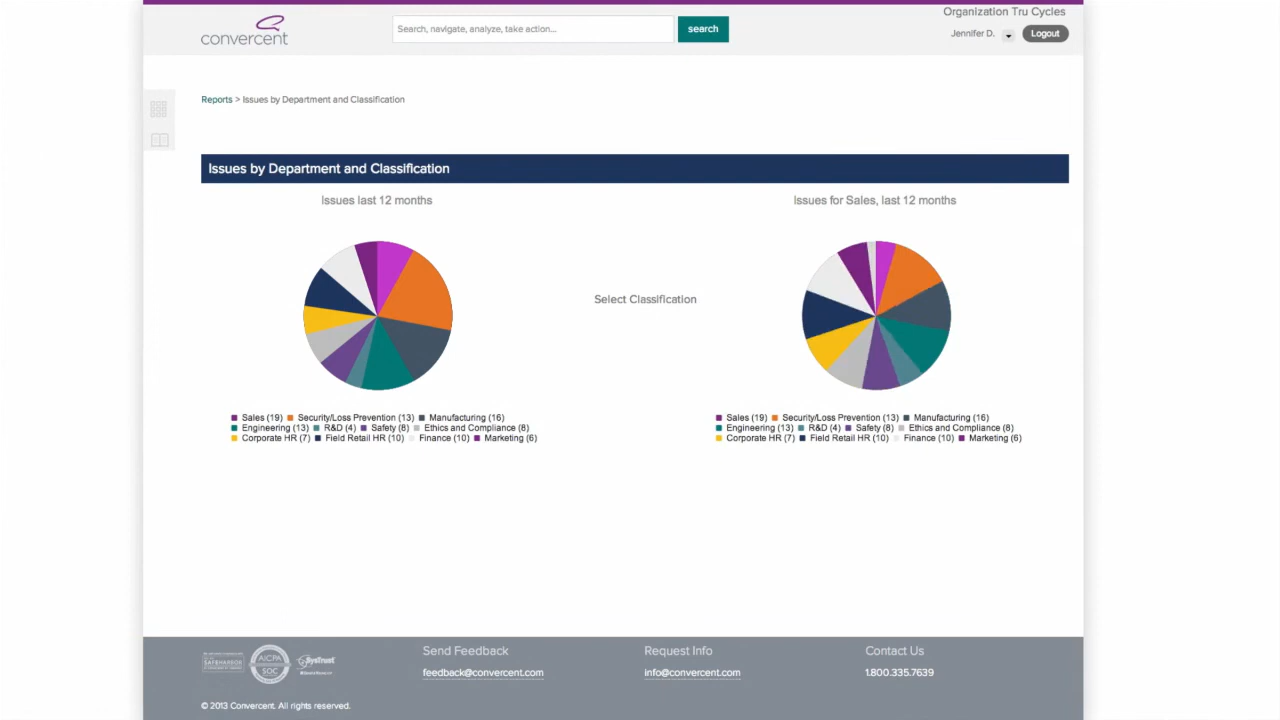 Organization Tru Cycles
convercent
Search, navigate, analyze, take action...
search
Jennifer D.
Logout
Reports > Issues by Department and Classification
Issues by Department and Classification
Issues last 12 months
Issues for Sales, last 12 months
Select Classification
Sales (19) Security/Loss Prevention (13) Manufacturing (16)
Engineering (13) R&D (4) Safety (8) Ethics and Compliance (8)
Corporate HR (7) Field Retail HR (10) Finance (10) Marketing (6)
Sales (19) Security/Loss Prevention (13) Manufacturing (16)
Engineering (13) R&D (4) Safety (8) Ethics and Compliance (8)
Corporate HR (7) Field Retail HR (10) Finance (10) Marketing (6)
SAFEHARBOR
AICPA
SOC
SysTrust
Send Feedback
feedback@convercent.com
Request Info
info@convercent.com
Contact Us
1.800.335.7639
© 2013 Convercent. All rights reserved.